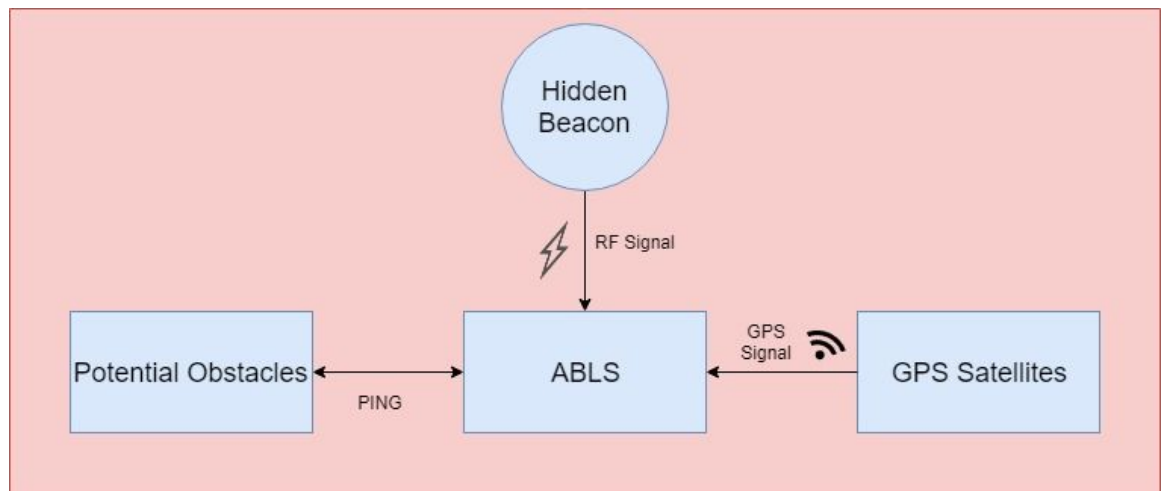 Hidden
Beacon
RF Signal
GPS
Signal
Potential Obstacles
ABLS
GPS Satellites
PING